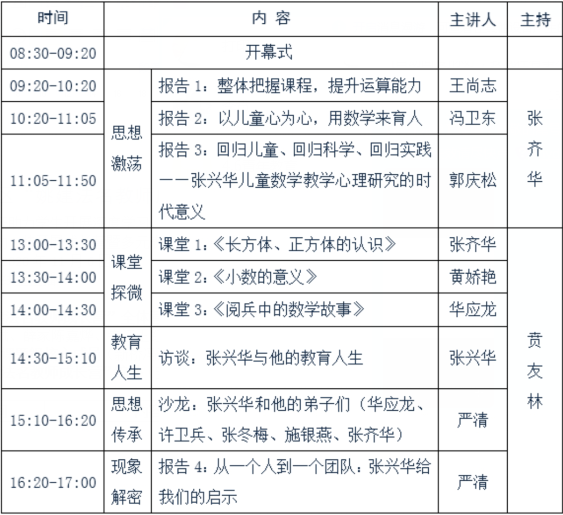 时间 内 容 主讲人 主持
08:30-09:20 开幕式
09:20-10:20 思想激荡 报告1：整体把握课程，提升运算能力 王尚志 张齐华
10:20-11:05 报告2：以儿童心为心，用数学来育人 冯卫东
11:05-11:50 报告3：回归儿童、回归科学、回归实践
——张兴华儿童数学教学心理研究的时
代意义 郭庆松
13:00-13:30 课堂探微 课堂1：《长方体、正方体的认识》 张齐华 贲友林
13:30-14:00 课堂2：《小数的意义》 黄娇艳
14:00-14:30 课堂3：《阅兵中的数学故事》 华应龙
14:30-15:10 教育人生 访谈：张兴华与他的教育人生 张兴华
15:10-16:20 思想传承 沙龙：张兴华和他的弟子们（华应龙、
许卫兵、张冬梅、施银燕、张齐华） 严清
16:20-17:00 现象解密 报告4：从一个人到一个团队：张兴华给
我们的启示 严清